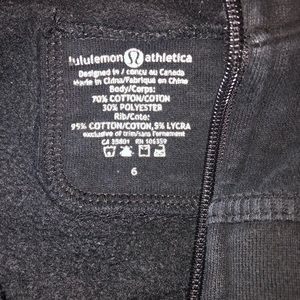 lululemon athletica
Designed in / conçu au Canada
Made in China/Fabriqué en Chine
Body/Corps:
70% COTTON/COTON
30% POLYESTER
Rib/Cote:
95% COTTON/COTON,5% LYCRA
exclusive of trim/sans l'ornement
CA 35801 RN 106259
6